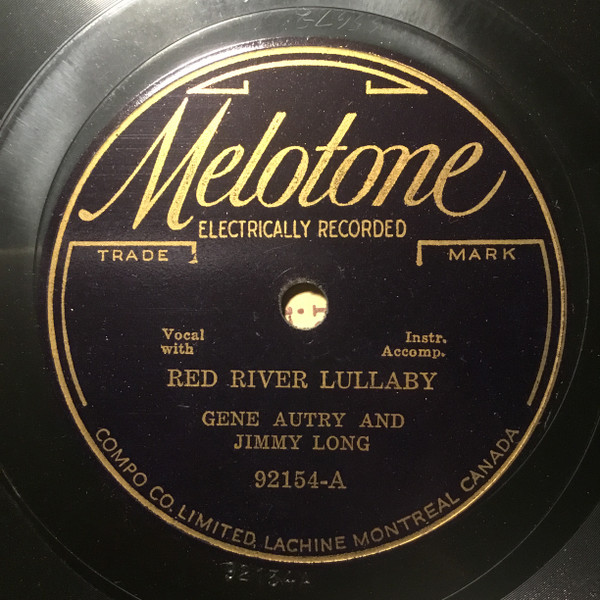 Melotone
ELECTRICALLY RECORDED
TRADE MARK
Vocal with
Instr. Accomp.
RED RIVER LULLABY
GENE AUTRY AND
JIMMY LONG
92154-A
COMPO CO. LIMITED, LACHINE MONTREAL CANADA